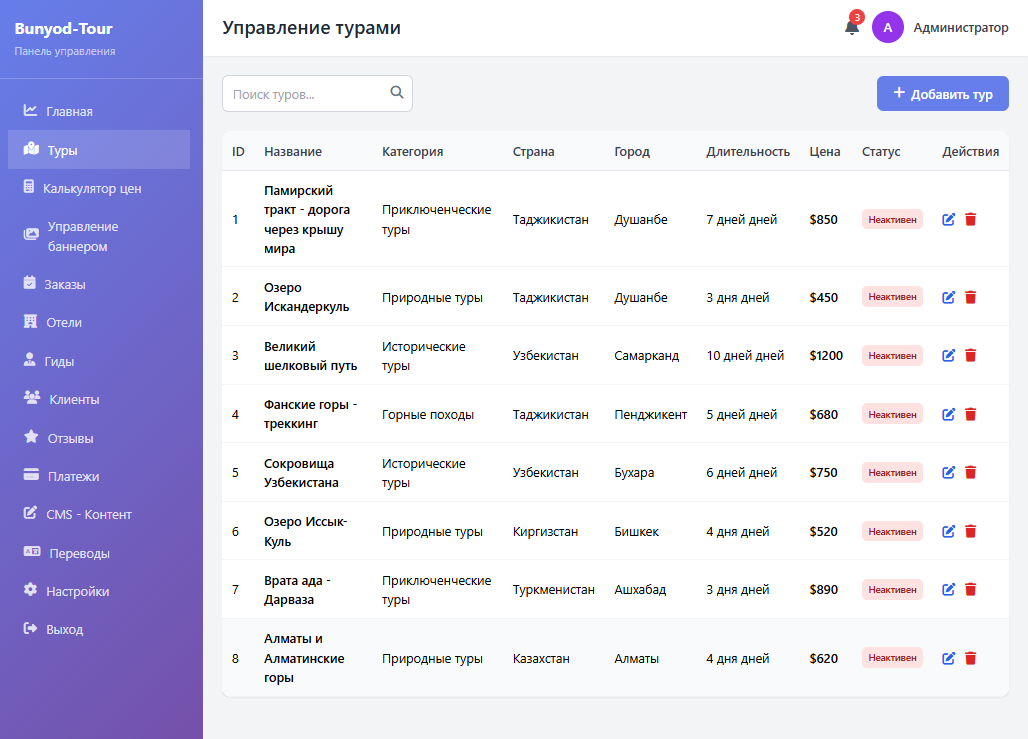 Bunyod-Tour
Панель управления
Главная
Туры
Калькулятор цен
Управление
баннером
Заказы
Отели
Гиды
Клиенты
Отзывы
Платежи
CMS - Контент
Переводы
Настройки
Выход
Управление турами
3
A
Администратор
Поиск туров...
+ Добавить тур
ID Название Категория Страна Город Длительность Цена Статус Действия
Памирский
тракт - дорога
через крышу
мира
1 Приключенческие
туры
Таджикистан Душанбе 7 дней дней $850 Неактивен
Озеро
Искандеркуль
2 Природные туры Таджикистан Душанбе 3 дня дней $450 Неактивен
Великий
шелковый путь
3 Исторические
туры
Узбекистан Самарканд 10 дней дней $1200 Неактивен
Фанские горы -
треккинг
4 Горные походы Таджикистан Пенджикент 5 дней дней $680 Неактивен
Сокровища
Узбекистана
5 Исторические
туры
Узбекистан Бухара 6 дней дней $750 Неактивен
Озеро Иссык-
Куль
6 Природные туры Киргизстан Бишкек 4 дня дней $520 Неактивен
Врата ада -
Дарваза
7 Приключенческие
туры
Туркменистан Ашхабад 3 дня дней $890 Неактивен
Алматы и
Алматинские
горы
8 Природные туры Казахстан Алматы 4 дня дней $620 Неактивен